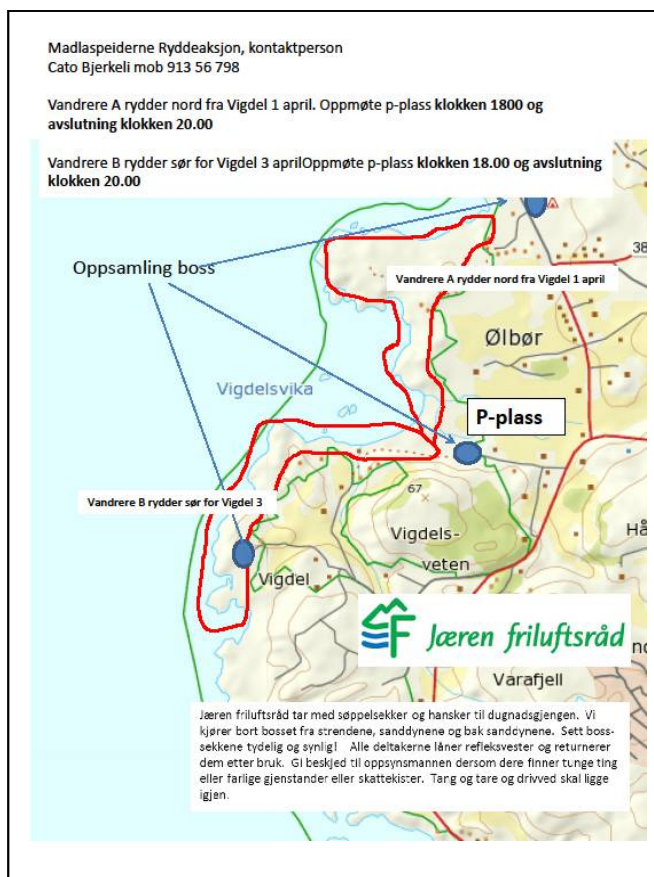 Madlaspeiderne Ryddeaksjon, kontaktperson
Cato Bjerkeli mob 913 56 798
Vandrere A rydder nord fra Vigdel 1 april. Oppmøte p-plass klokken 1800 og
avslutning klokken 20.00
Vandrere B rydder sør for Vigdel 3 aprilOppmøte p-plass klokken 18.00 og avslutning
klokken 20.00
Oppsamling boss
38
Vandrere A rydder nord fra Vigdel 1 april
Ølbør
Vigdelsvika
P-plass
67
Vandrere B rydder sør for Vigdel 3
Vigdels-
veten
Hå
Vigdel
Jæren friluftsråd
Varafjell
Jæren friluftsråd tar med søppelsekker og hansker til dugnadsgjengen. Vi
kjører bort bosset fra strendene, sanddynene og bak sanddynene. Sett boss-
sekkene tydelig og synlig! Alle deltakerne låner refleksvester og returnerer
dem etter bruk. Gi beskjed til oppsynsmannen dersom dere finner tunge ting
eller farlige gjenstander eller skattekister. Tang og tare og drivved skal ligge
igjen.